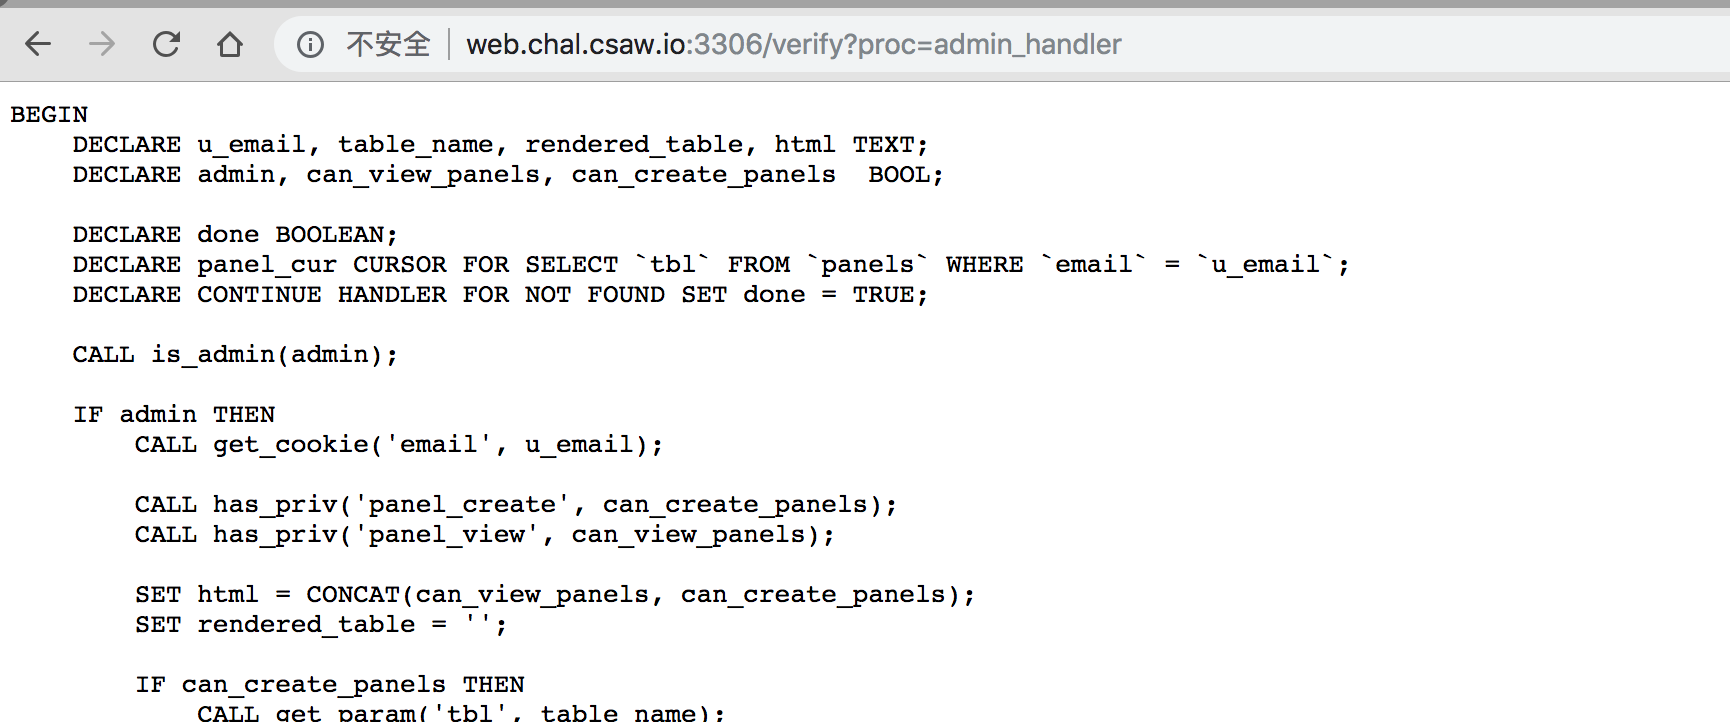 不安全 web.chal.csaw.io:3306/verify?proc=admin_handler
BEGIN
    DECLARE u_email, table_name, rendered_table, html TEXT;
    DECLARE admin, can_view_panels, can_create_panels  BOOL;

    DECLARE done BOOLEAN;
    DECLARE panel_cur CURSOR FOR SELECT `tbl` FROM `panels` WHERE `email` = `u_email`;
    DECLARE CONTINUE HANDLER FOR NOT FOUND SET done = TRUE;

    CALL is_admin(admin);

    IF admin THEN
        CALL get_cookie('email', u_email);

        CALL has_priv('panel_create', can_create_panels);
        CALL has_priv('panel_view', can_view_panels);

        SET html = CONCAT(can_view_panels, can_create_panels);
        SET rendered_table = '';

        IF can_create_panels THEN
            CALL get_param('tbl', table_name);